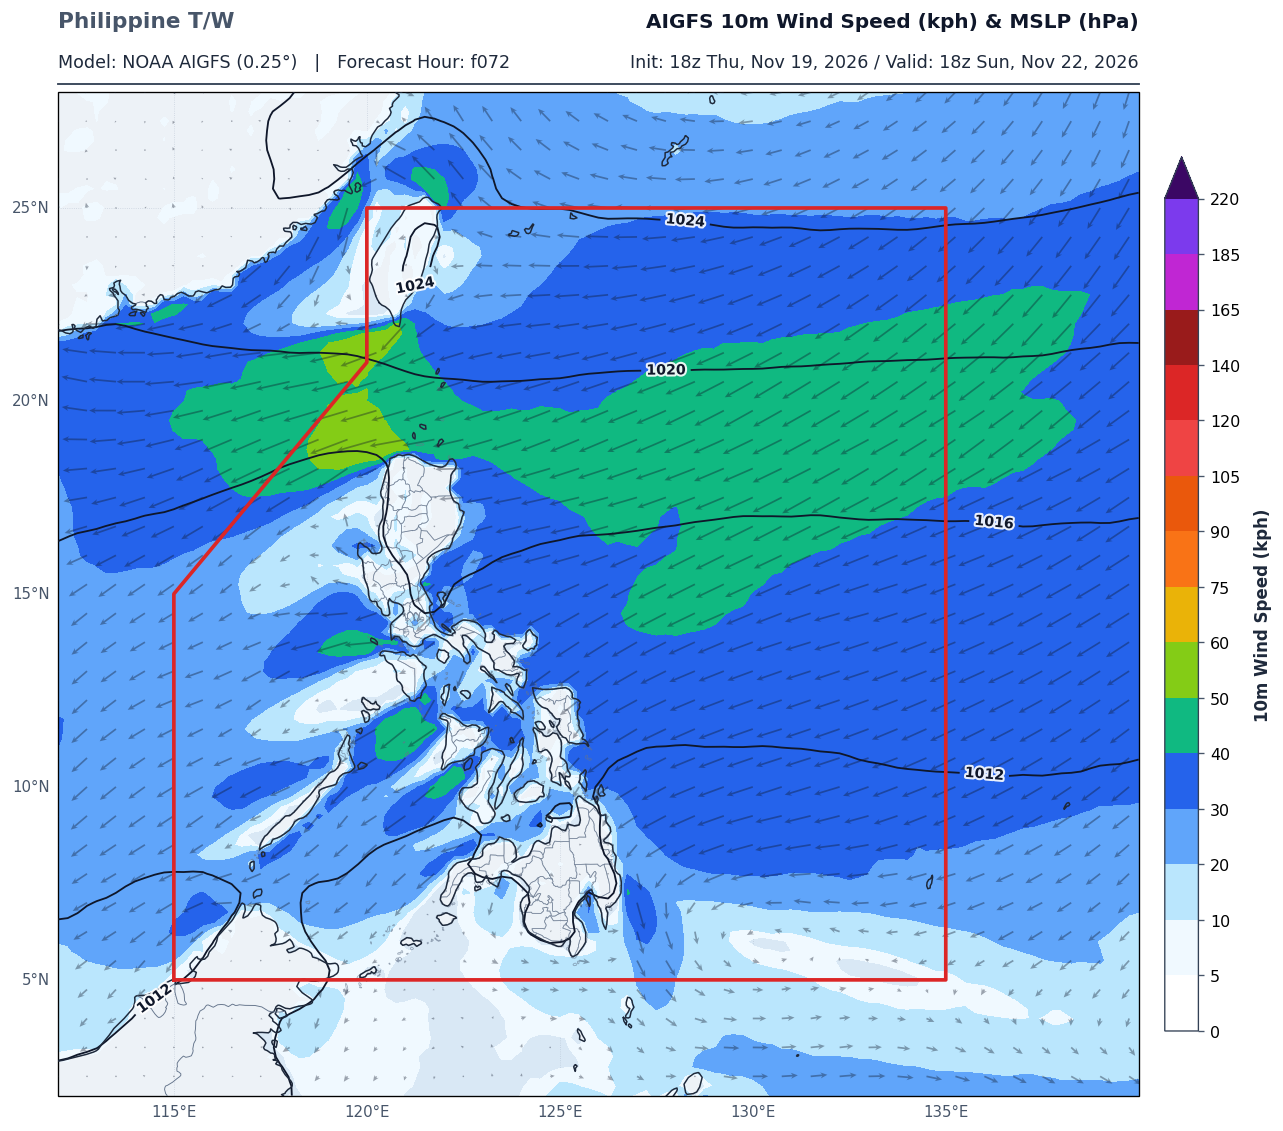 Philippine T/W
AIGFS 10m Wind Speed (kph) & MSLP (hPa)
Model: NOAA AIGFS (0.25°)   |   Forecast Hour: f072
Init: 18z Thu, Nov 19, 2026 / Valid: 18z Sun, Nov 22, 2026
25°N
20°N
15°N
10°N
5°N
115°E
120°E
125°E
130°E
135°E
1024
1024
1020
1016
1012
1012
220
185
165
140
120
105
90
75
60
50
40
30
20
10
5
0
10m Wind Speed (kph)